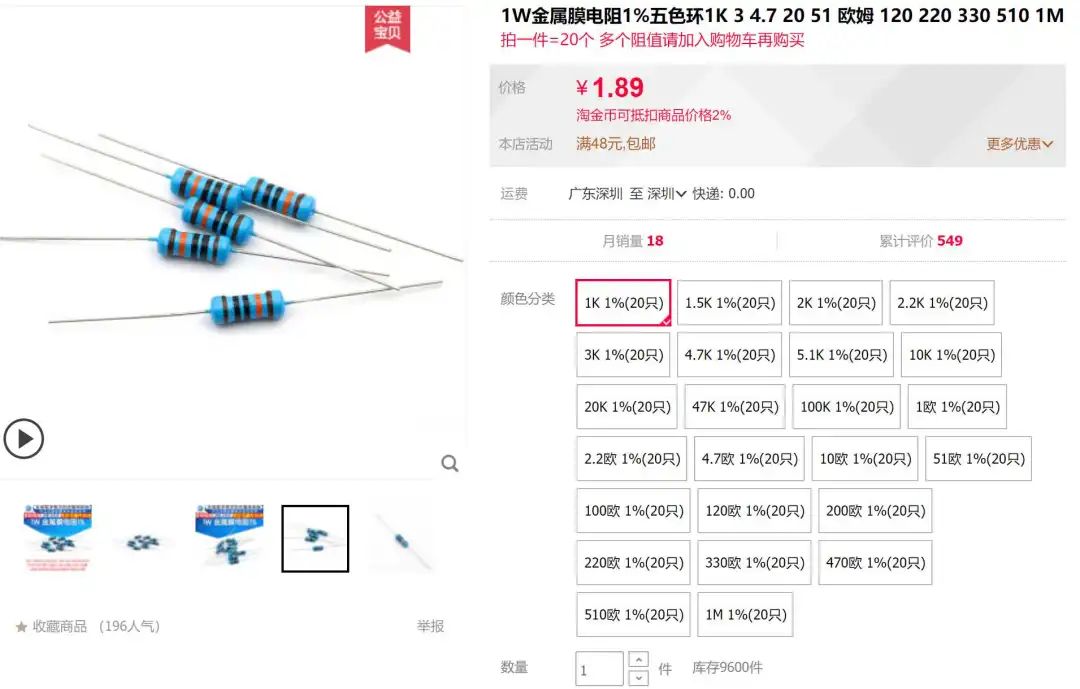 公益
宝贝
1W金属膜电阻1%五色环1K 3 4.7 20 51 欧姆 120 220 330 510 1M
拍一件=20个 多个阻值请加入购物车再购买
价格 ¥1.89
淘金币可抵扣商品价格2%
本店活动 满48元,包邮 更多优惠
运费 广东深圳 至 深圳 快递: 0.00
月销量 18 累计评价 549
颜色分类 1K 1%(20只) 1.5K 1%(20只) 2K 1%(20只) 2.2K 1%(20只)
3K 1%(20只) 4.7K 1%(20只) 5.1K 1%(20只) 10K 1%(20只)
20K 1%(20只) 47K 1%(20只) 100K 1%(20只) 1欧 1%(20只)
2.2欧 1%(20只) 4.7欧 1%(20只) 10欧 1%(20只) 51欧 1%(20只)
100欧 1%(20只) 120欧 1%(20只) 200欧 1%(20只)
220欧 1%(20只) 330欧 1%(20只) 470欧 1%(20只)
510欧 1%(20只) 1M 1%(20只)
数量 1 件 库存9600件
1W 金属膜电阻1%
1W 金属膜电阻1%
收藏商品 (196人气) 举报